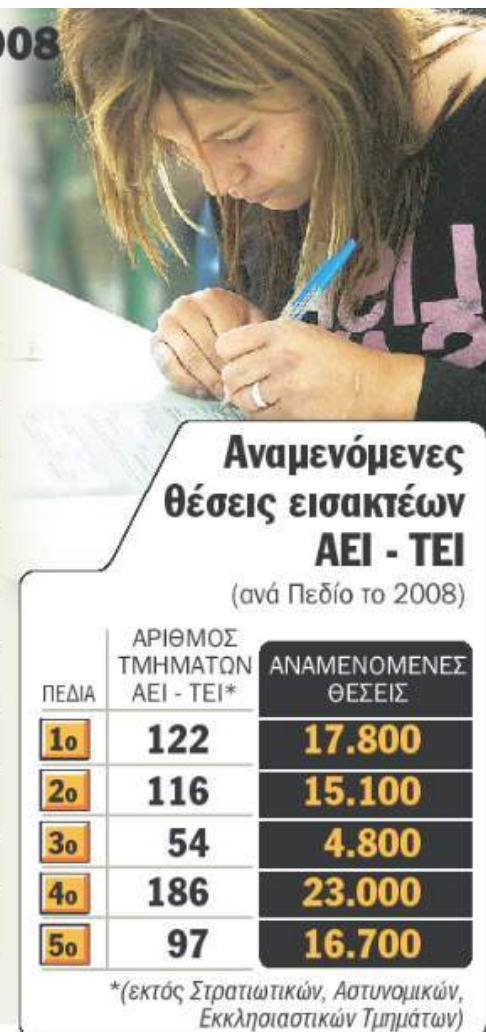 008
Αναμενόμενες
θέσεις εισακτέων
ΑΕΙ - ΤΕΙ
(ανά Πεδίο το 2008)
ΠΕΔΙΑ ΑΡΙΘΜΟΣ ΤΜΗΜΑΤΩΝ ΑΕΙ - ΤΕΙ* ΑΝΑΜΕΝΟΜΕΝΕΣ ΘΕΣΕΙΣ
1ο 122 17.800
2ο 116 15.100
3ο 54 4.800
4ο 186 23.000
5ο 97 16.700
*(εκτός Στρατιωτικών, Αστυνομικών,
Εκκλησιαστικών Τμημάτων)